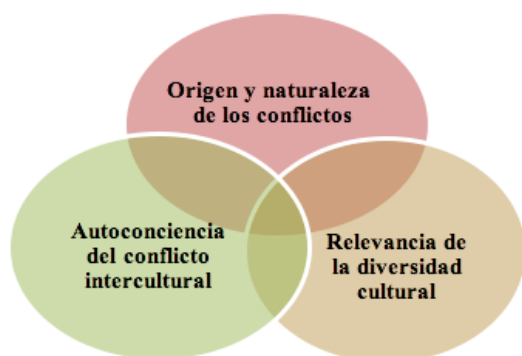 Origen y naturaleza
de los conflictos
Autoconciencia
del conflicto
intercultural
Relevancia de
la diversidad
cultural